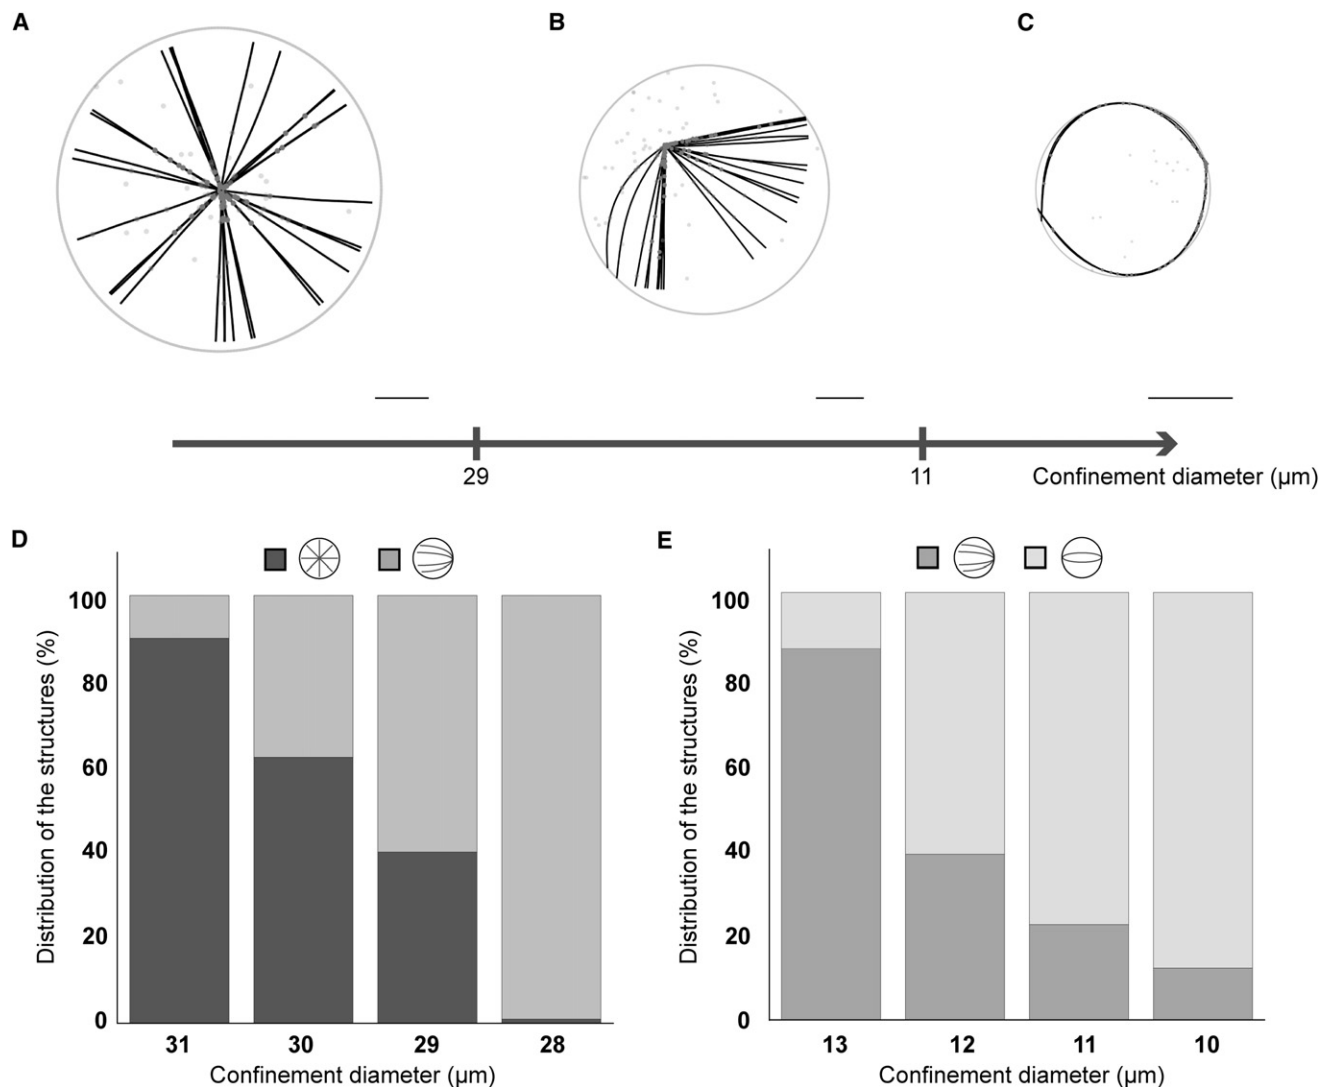 A B C
29 11 Confinement diameter (µm)
D
Distribution of the structures (%)
100
80
60
40
20
0
31 30 29 28
Confinement diameter (µm)
E
Distribution of the structures (%)
100
80
60
40
20
0
13 12 11 10
Confinement diameter (µm)